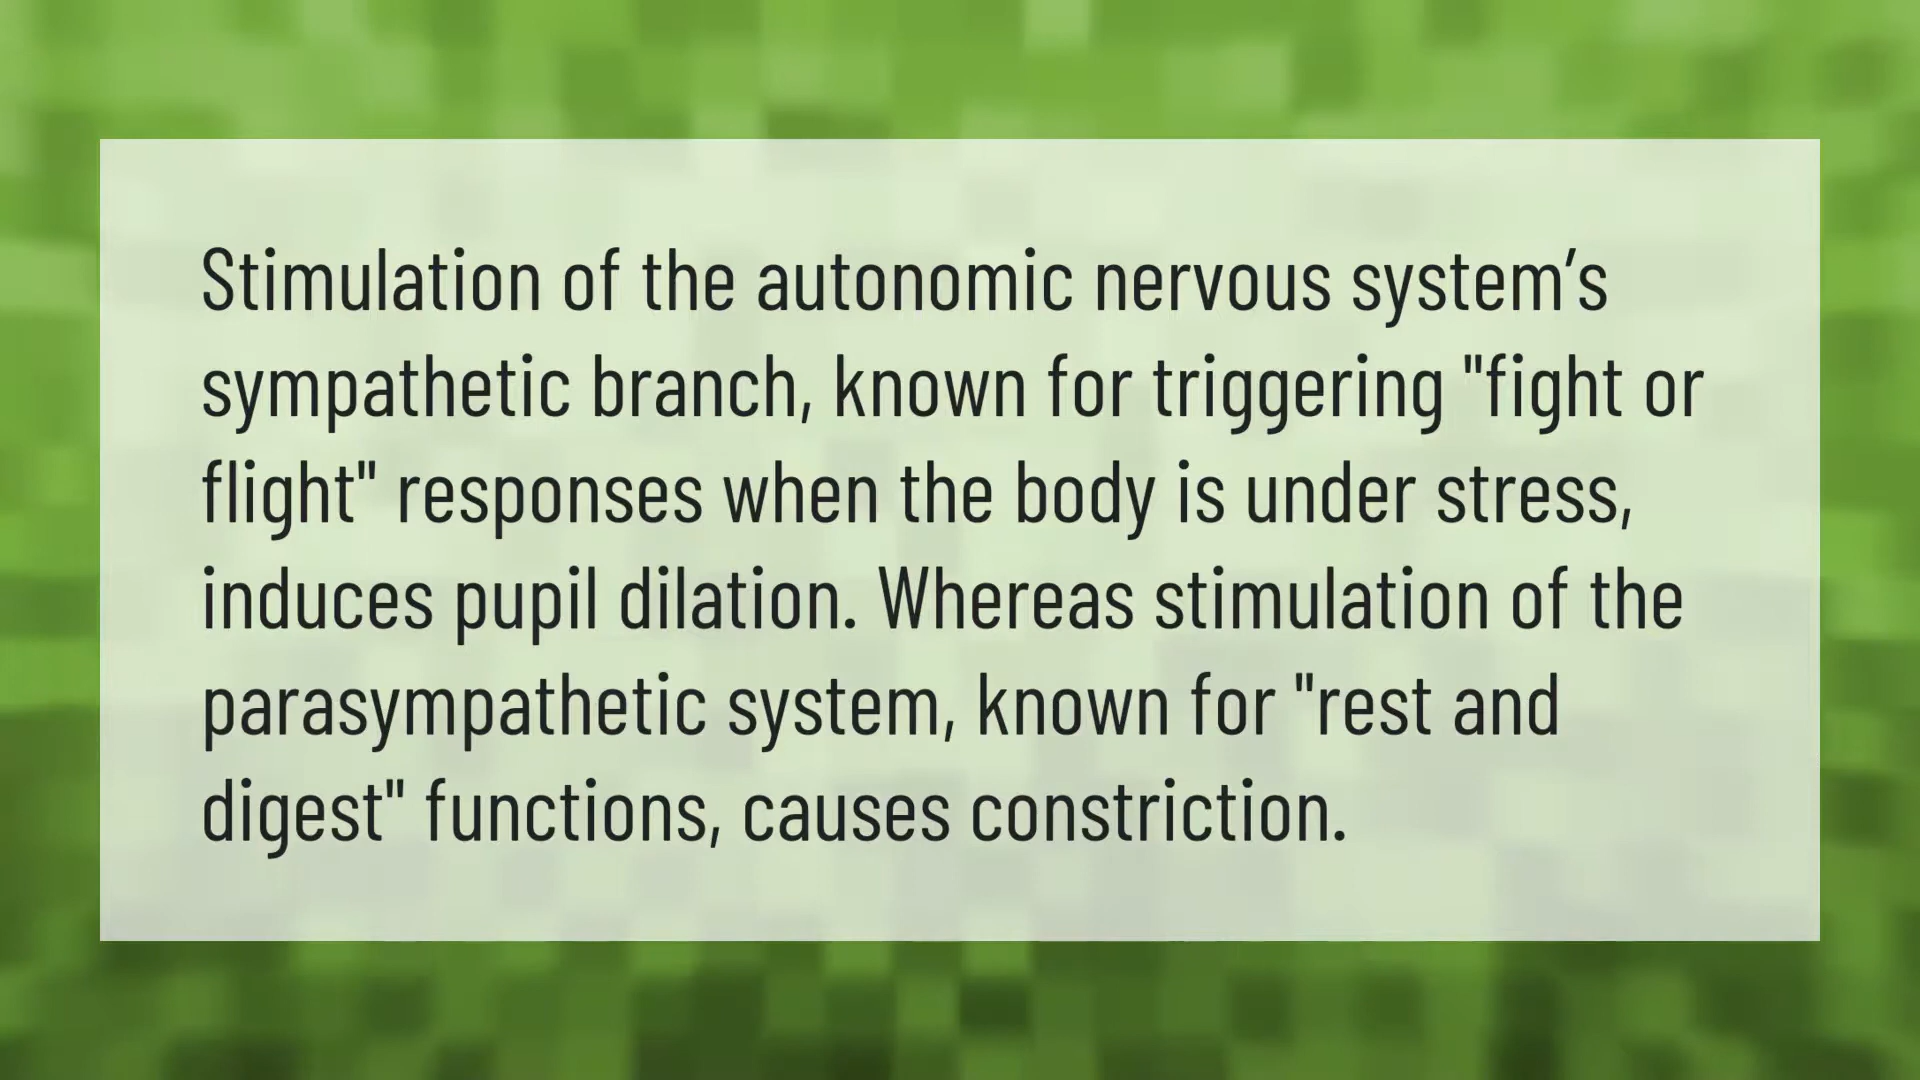 Stimulation of the autonomic nervous system’s
sympathetic branch, known for triggering "fight or
flight" responses when the body is under stress,
induces pupil dilation. Whereas stimulation of the
parasympathetic system, known for "rest and
digest" functions, causes constriction.